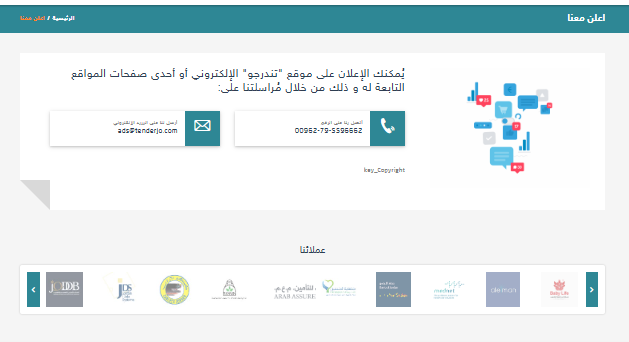 اعلن معنا
الرئيسية / اعلن معنا
يُمكنك الإعلان على موقع "تندرجو" الإلكتروني أو أحدى صفحات المواقع
التابعة له و ذلك من خلال مُراسلتنا على:
أتصل بنا على الرقم
00962-79-5596662
أرسل لنا على البريد الإلكتروني
ads@tenderjo.com
key_Copyright
عملائنا
JODDB
JDS
ARAB ASSURE